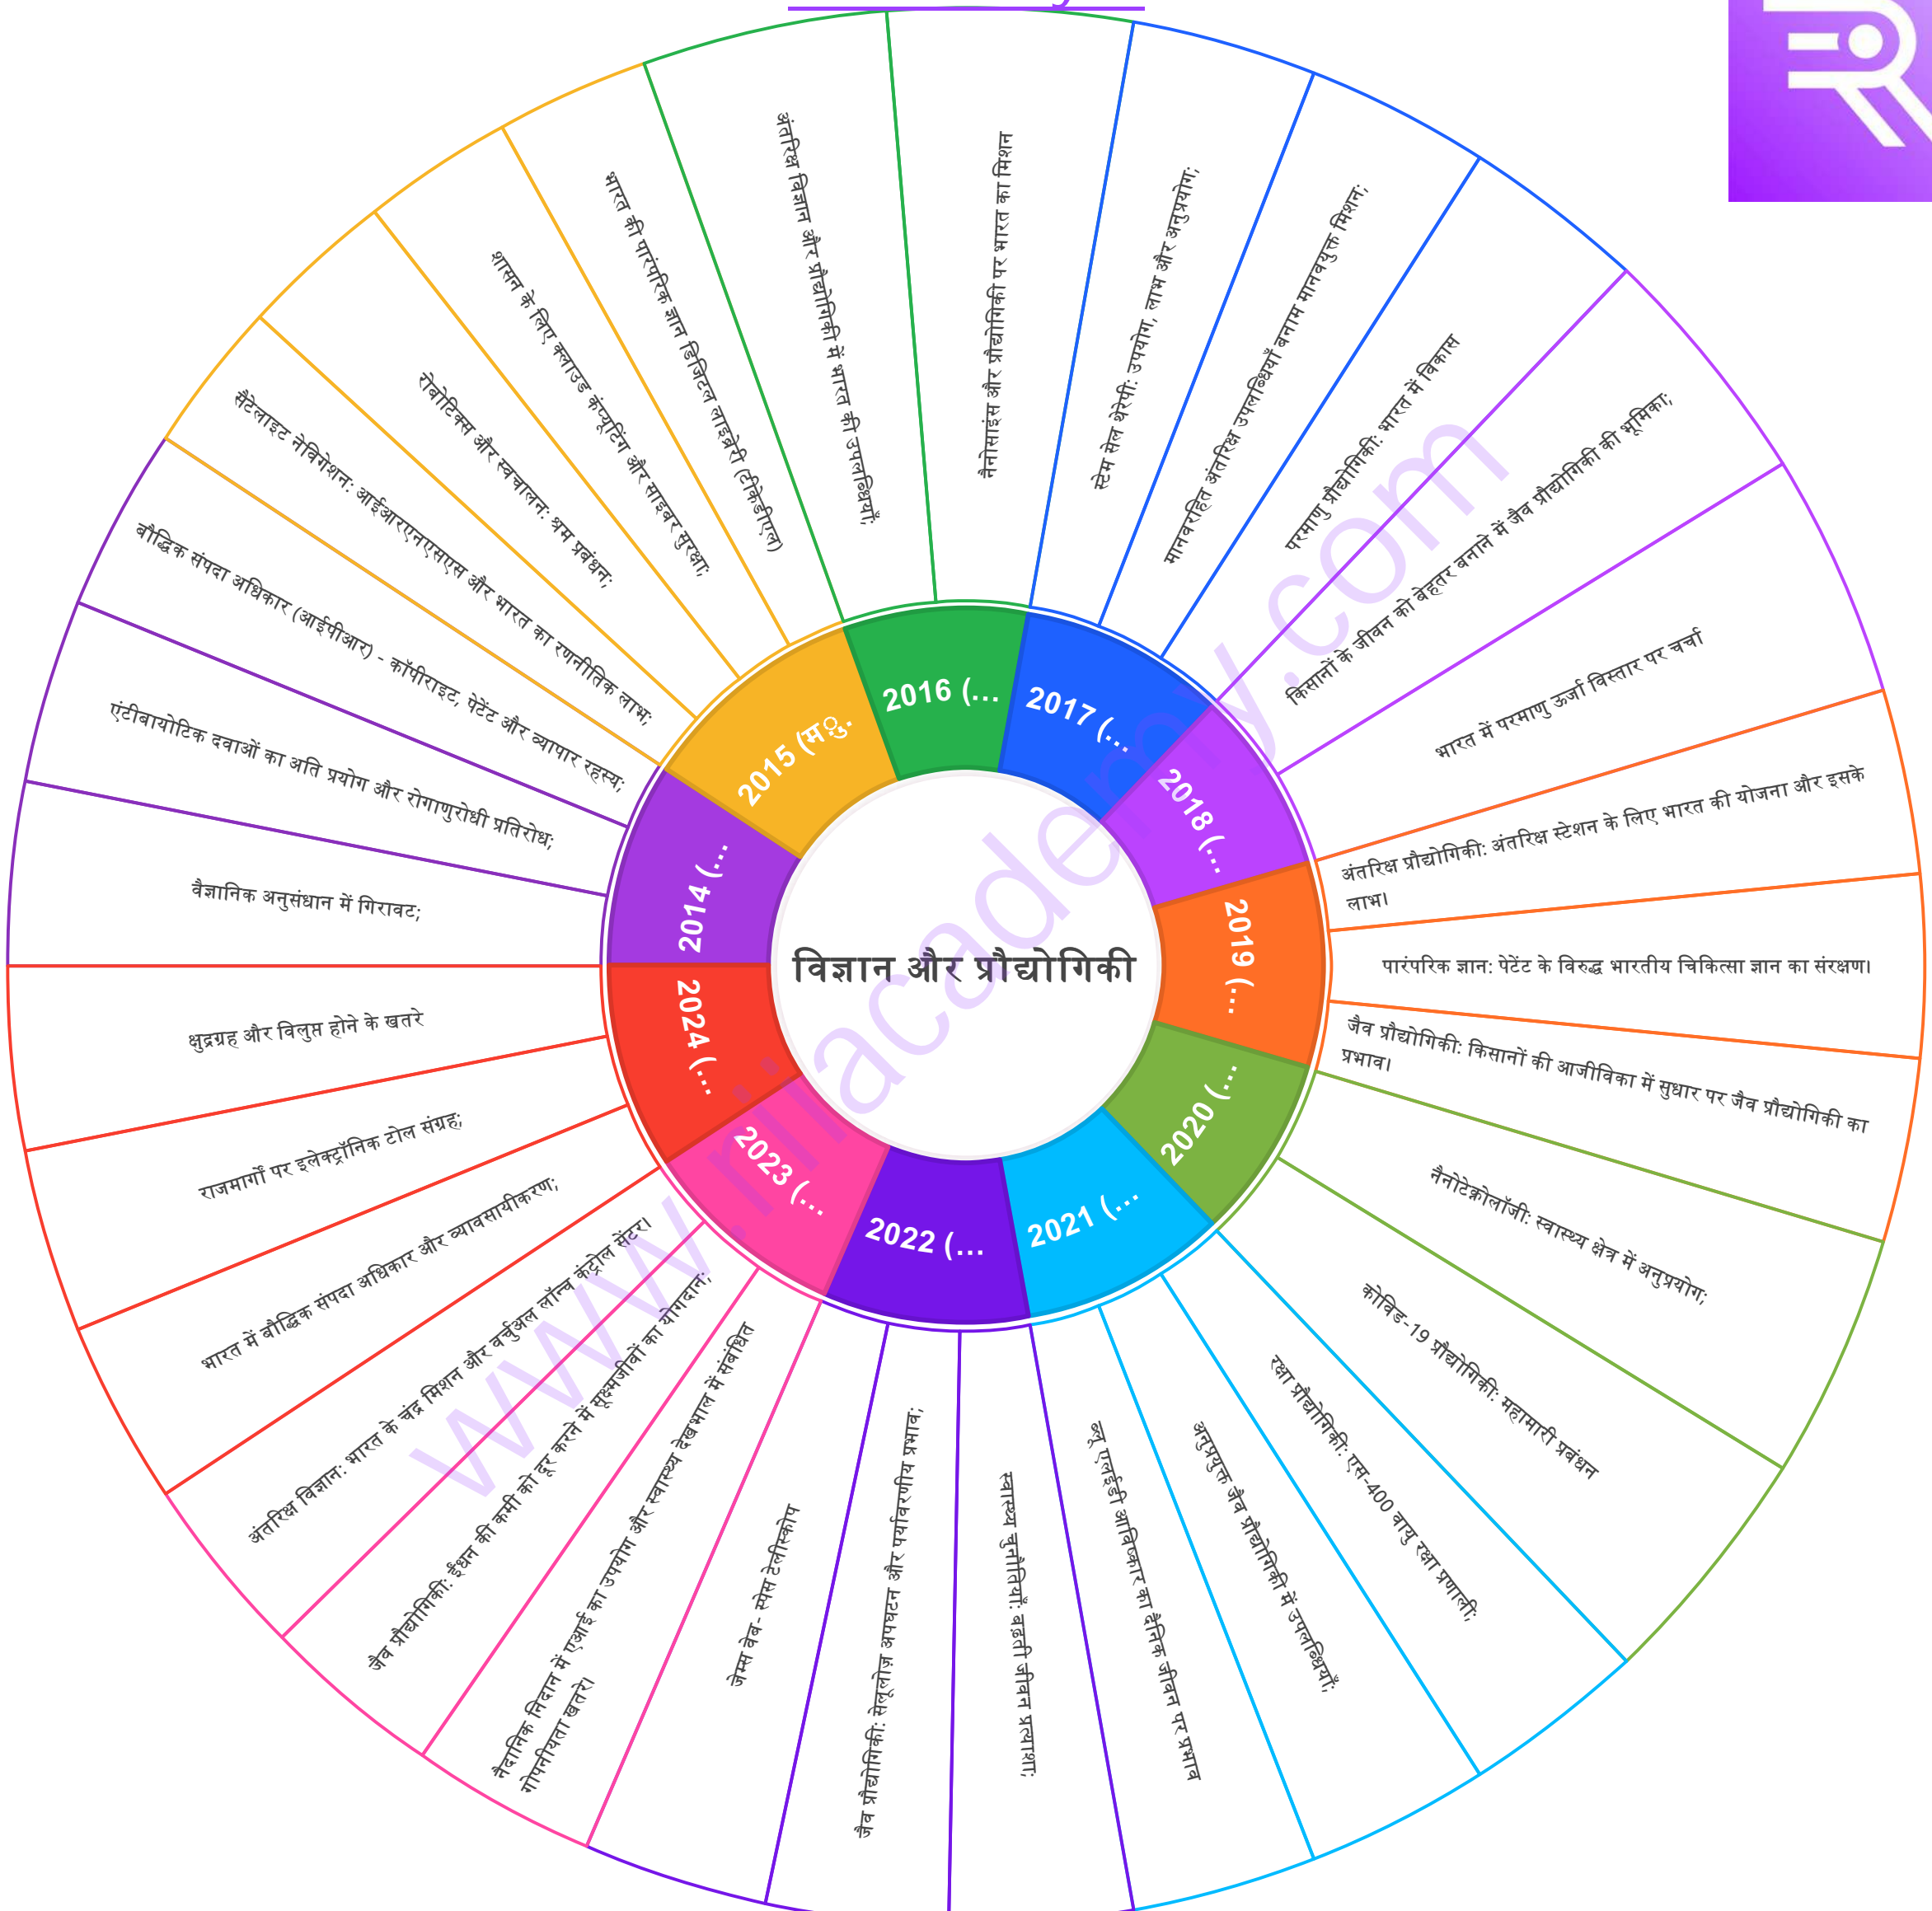 विज्ञान और प्रौद्योगिकी
2014 (...
वैज्ञानिक अनुसंधान में गिरावट;
एंटीबायोटिक दवाओं का अति प्रयोग और रोगाणुरोधी प्रतिरोध;
बौद्धिक संपदा अधिकार (आईपीआर) - कॉपीराइट, पेटेंट और व्यापार रहस्य;
2015 (मु.
सैटेलाइट नेविगेशन: आईआरएनएसएस और भारत का रणनीतिक लाभ;
रोबोटिक्स और स्वचालन: श्रम प्रबंधन;
शासन के लिए क्लाउड कंप्यूटिंग और साइबर सुरक्षा;
भारत की पारंपरिक ज्ञान डिजिटल लाइब्रेरी (टीकेडीएल)
2016 (...
अंतरिक्ष विज्ञान और प्रौद्योगिकी में भारत की उपलब्धियाँ;
नैनोसाइंस और प्रौद्योगिकी पर भारत का मिशन
2017 (...
स्टेम सेल थेरेपी: उपयोग, लाभ और अनुप्रयोग;
मानवरहित अंतरिक्ष उपलब्धियाँ बनाम मानवयुक्त मिशन;
परमाणु प्रौद्योगिकी: भारत में विकास
2018 (...
किसानों के जीवन को बेहतर बनाने में जैव प्रौद्योगिकी की भूमिका;
भारत में परमाणु ऊर्जा विस्तार पर चर्चा
2019 (...
अंतरिक्ष प्रौद्योगिकी: अंतरिक्ष स्टेशन के लिए भारत की योजना और इसके
लाभ।
पारंपरिक ज्ञान: पेटेंट के विरुद्ध भारतीय चिकित्सा ज्ञान का संरक्षण।
जैव प्रौद्योगिकी: किसानों की आजीविका में सुधार पर जैव प्रौद्योगिकी का
प्रभाव।
2020 (...
नैनोटेक्नोलॉजी: स्वास्थ्य क्षेत्र में अनुप्रयोग;
कोविड-19 प्रौद्योगिकी: महामारी प्रबंधन
2021 (...
रक्षा प्रौद्योगिकी: एस-400 वायु रक्षा प्रणाली;
अनुप्रयुक्त जैव प्रौद्योगिकी में उपलब्धियाँ;
ब्लू एलईडी आविष्कार का दैनिक जीवन पर प्रभाव
2022 (...
स्वास्थ्य चुनौतियाँ: बढ़ती जीवन प्रत्याशा;
जैव प्रौद्योगिकी: सेलूलोज़ अपघटन और पर्यावरणीय प्रभाव;
जेम्स वेब- स्पेस टेलीस्कोप
2023 (...
नैदानिक निदान में एआई का उपयोग और स्वास्थ्य देखभाल में संबंधित
गोपनीयता खतरे।
जैव प्रौद्योगिकी: ईंधन की कमी को दूर करने में सूक्ष्मजीवों का योगदान;
अंतरिक्ष विज्ञान: भारत के चंद्र मिशन और वर्चुअल लॉन्च कंट्रोल सेंटर।
2024 (...
भारत में बौद्धिक संपदा अधिकार और व्यावसायीकरण;
राजमार्गों पर इलेक्ट्रॉनिक टोल संग्रह;
क्षुद्रग्रह और विलुप्त होने के खतरे